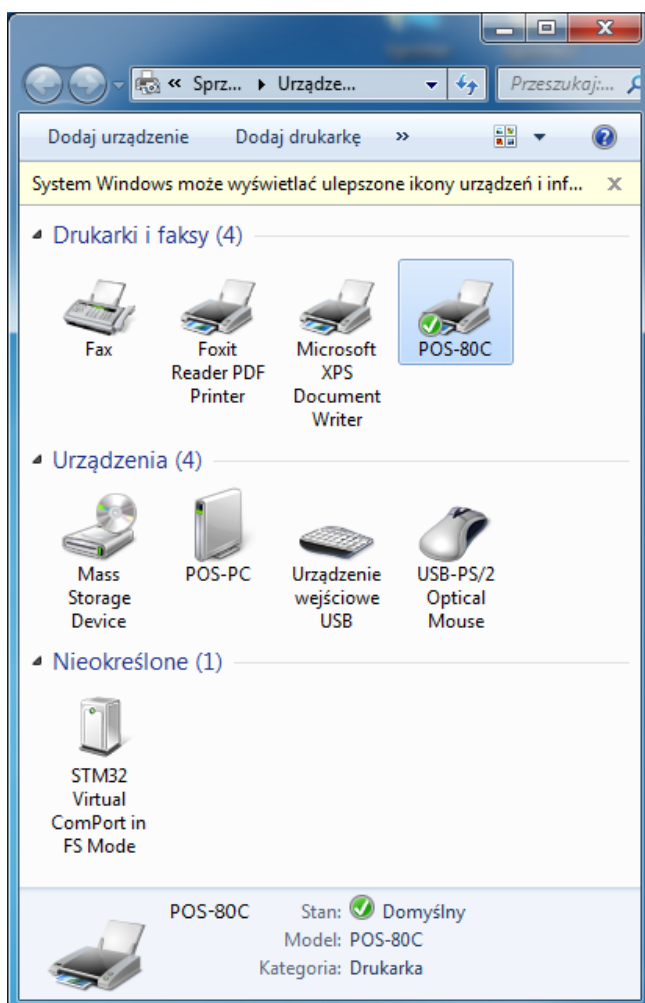 « Sprz... ▸ Urządze...
Przeszukaj:...
Dodaj urządzenie Dodaj drukarkę »
System Windows może wyświetlać ulepszone ikony urządzeń i inf...
Drukarki i faksy (4)
Fax
Foxit
Reader PDF
Printer
Microsoft
XPS
Document
Writer
POS-80C
Urządzenia (4)
Mass
Storage
Device
POS-PC
Urządzenie
wejściowe
USB
USB-PS/2
Optical
Mouse
Nieokreślone (1)
STM32
Virtual
ComPort in
FS Mode
POS-80C Stan: Domyślny
Model: POS-80C
Kategoria: Drukarka